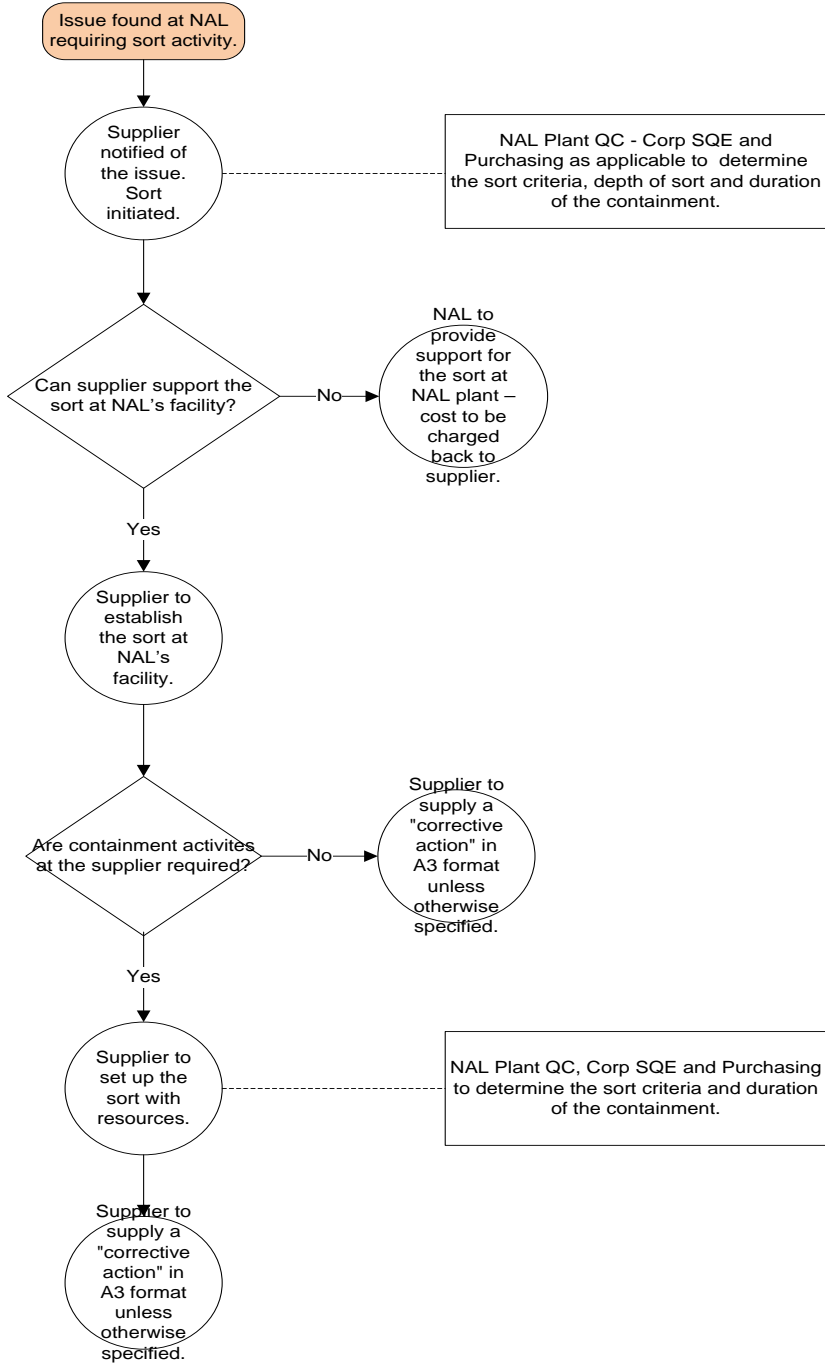 Issue found at NAL
requiring sort activity.
Supplier
notified of
the issue.
Sort
initiated.
NAL Plant QC - Corp SQE and
Purchasing as applicable to determine
the sort criteria, depth of sort and duration
of the containment.
Can supplier support the
sort at NAL's facility?
No
NAL to
provide
support for
the sort at
NAL plant –
cost to be
charged
back to
supplier.
Yes
Supplier to
establish
the sort at
NAL's
facility.
Are containment activites
at the supplier required?
No
Supplier to
supply a
"corrective
action" in
A3 format
unless
otherwise
specified.
Yes
Supplier to
set up the
sort with
resources.
NAL Plant QC, Corp SQE and Purchasing
to determine the sort criteria and duration
of the containment.
Supplier to
supply a
"corrective
action" in
A3 format
unless
otherwise
specified.